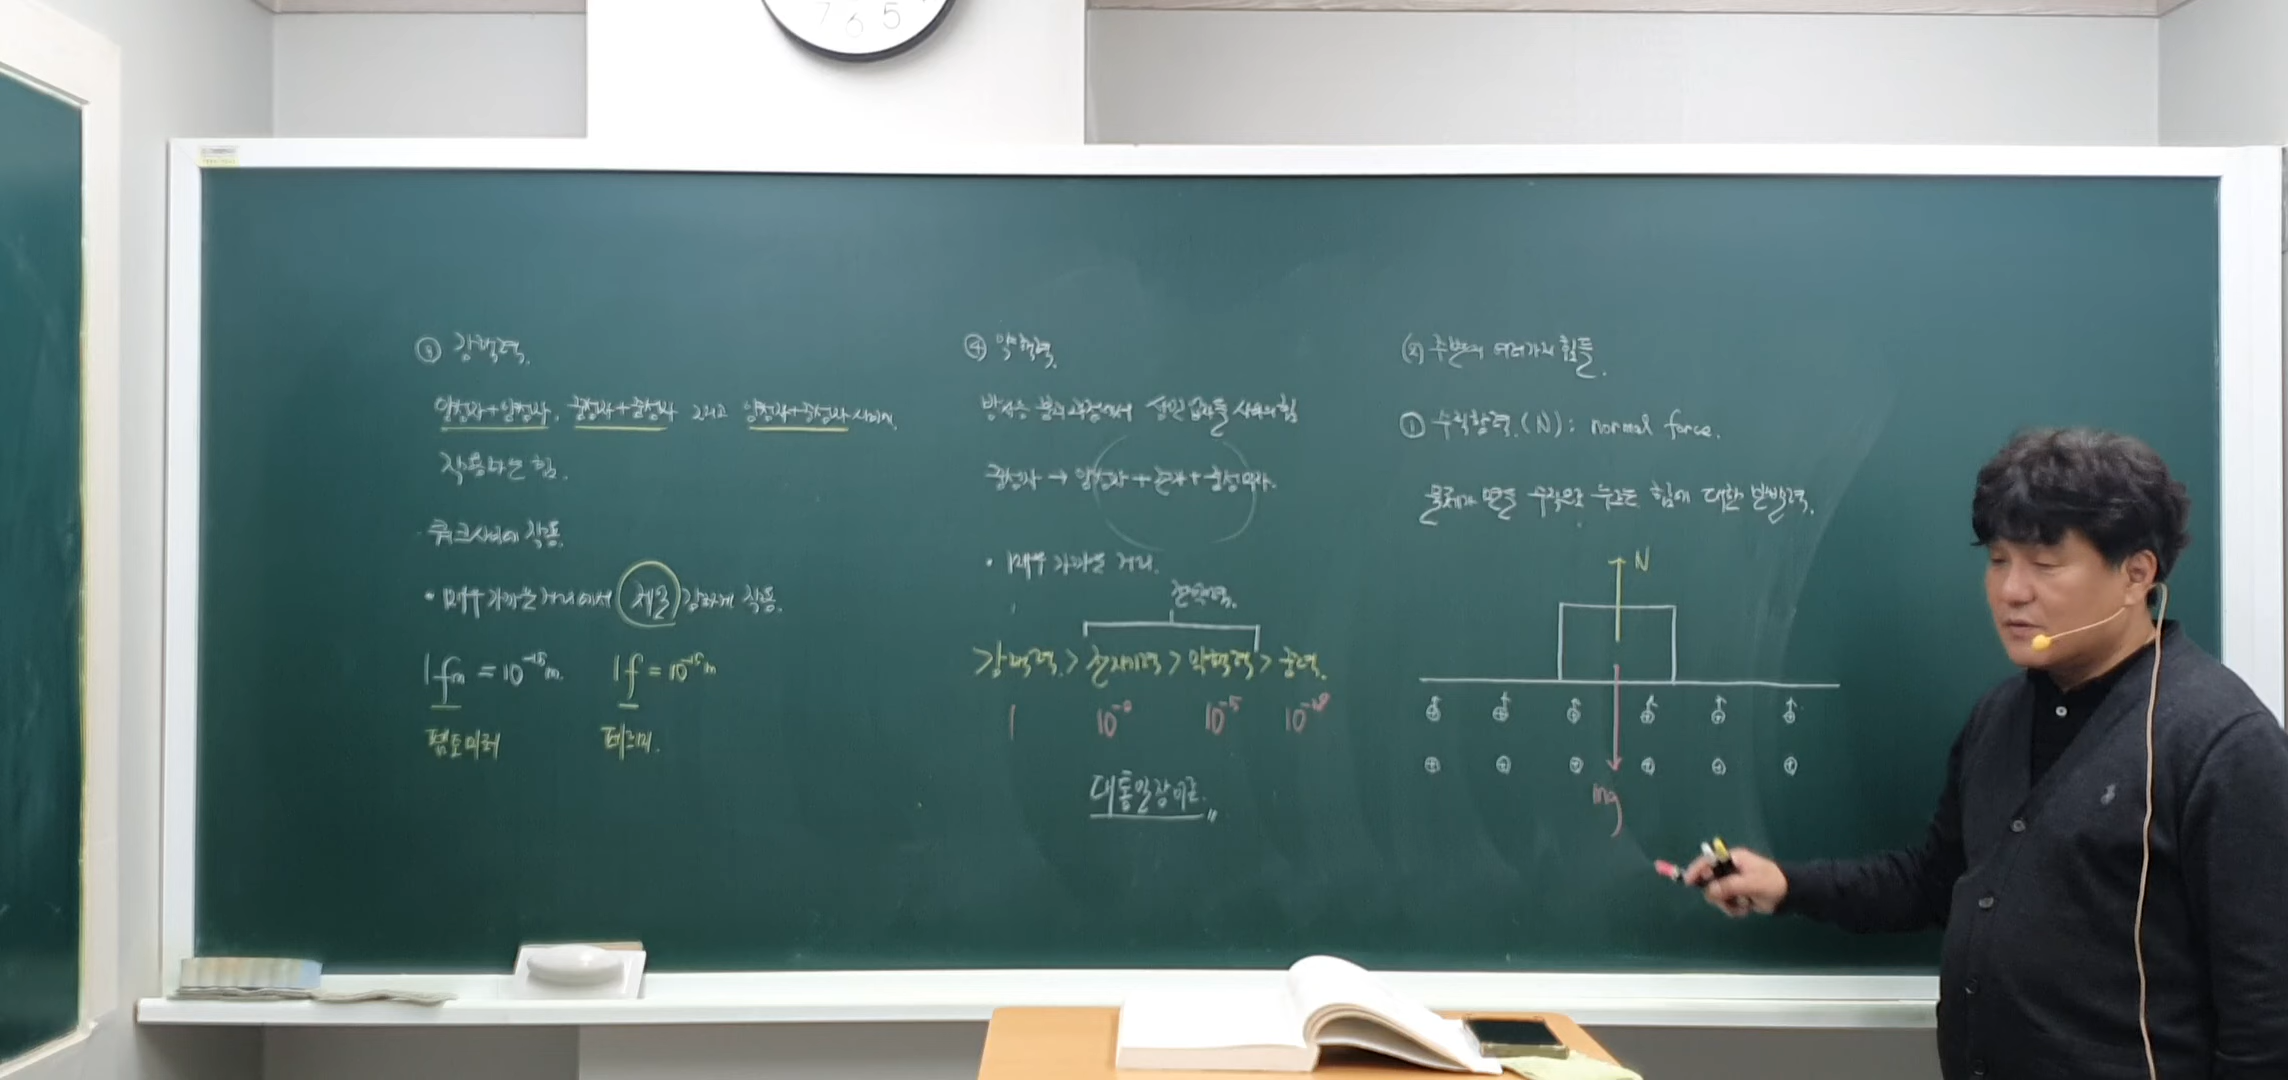 7 6 5
③ 강핵력.
양성자+양성자, 중성자+중성자 그리고 양성자+중성자 사이에
작용하는 힘.
· 쿼크사이에 작용.
· 매우 가까운 거리에서 제일 강하게 작용.
1fm = 10⁻¹⁵m.
펨토미터
1f = 10⁻¹⁵m
페르미.
④ 약핵력.
방사능 붕괴 과정에서 생긴 입자들 사이의 힘
중성자 → 양성자 + 전자 + 중성미자.
· 매우 가까운 거리.
전약력.
강핵력 > 전자기력 > 약핵력 > 중력.
1 10⁻² 10⁻⁵
대통일장이론.
(2) 주변의 여러가지 힘들.
① 수직항력.(N): normal force.
물체가 면을 수직으로 누르는 힘에 대한 반발력.
N
mg